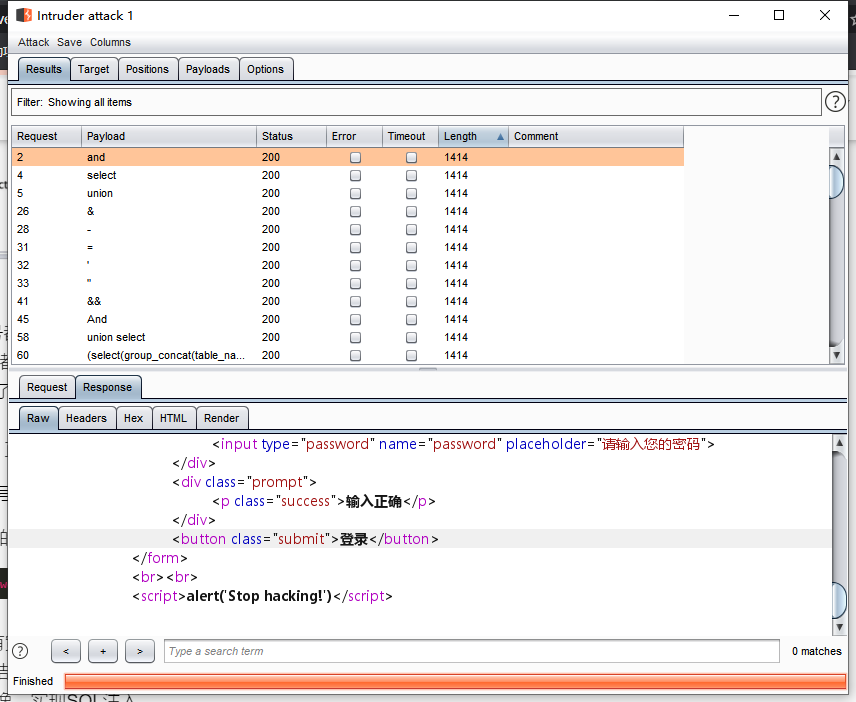 Intruder attack 1
Attack Save Columns
Results Target Positions Payloads Options
Filter: Showing all items
?
Request Payload Status Error Timeout Length Comment
2 and 200 1414
4 select 200 1414
5 union 200 1414
26 & 200 1414
28 - 200 1414
31 = 200 1414
32 ' 200 1414
33 " 200 1414
41 && 200 1414
45 And 200 1414
58 union select 200 1414
60 (select(group_concat(table_na... 200 1414
Request Response
Raw Headers Hex HTML Render
<input type="password" name="password" placeholder="请输入您的密码">
</div>
<div class="prompt">
<p class="success">输入正确</p>
</div>
<button class="submit">登录</button>
</form>
<br><br>
<script>alert('Stop hacking!')</script>
? < + > Type a search term 0 matches
Finished